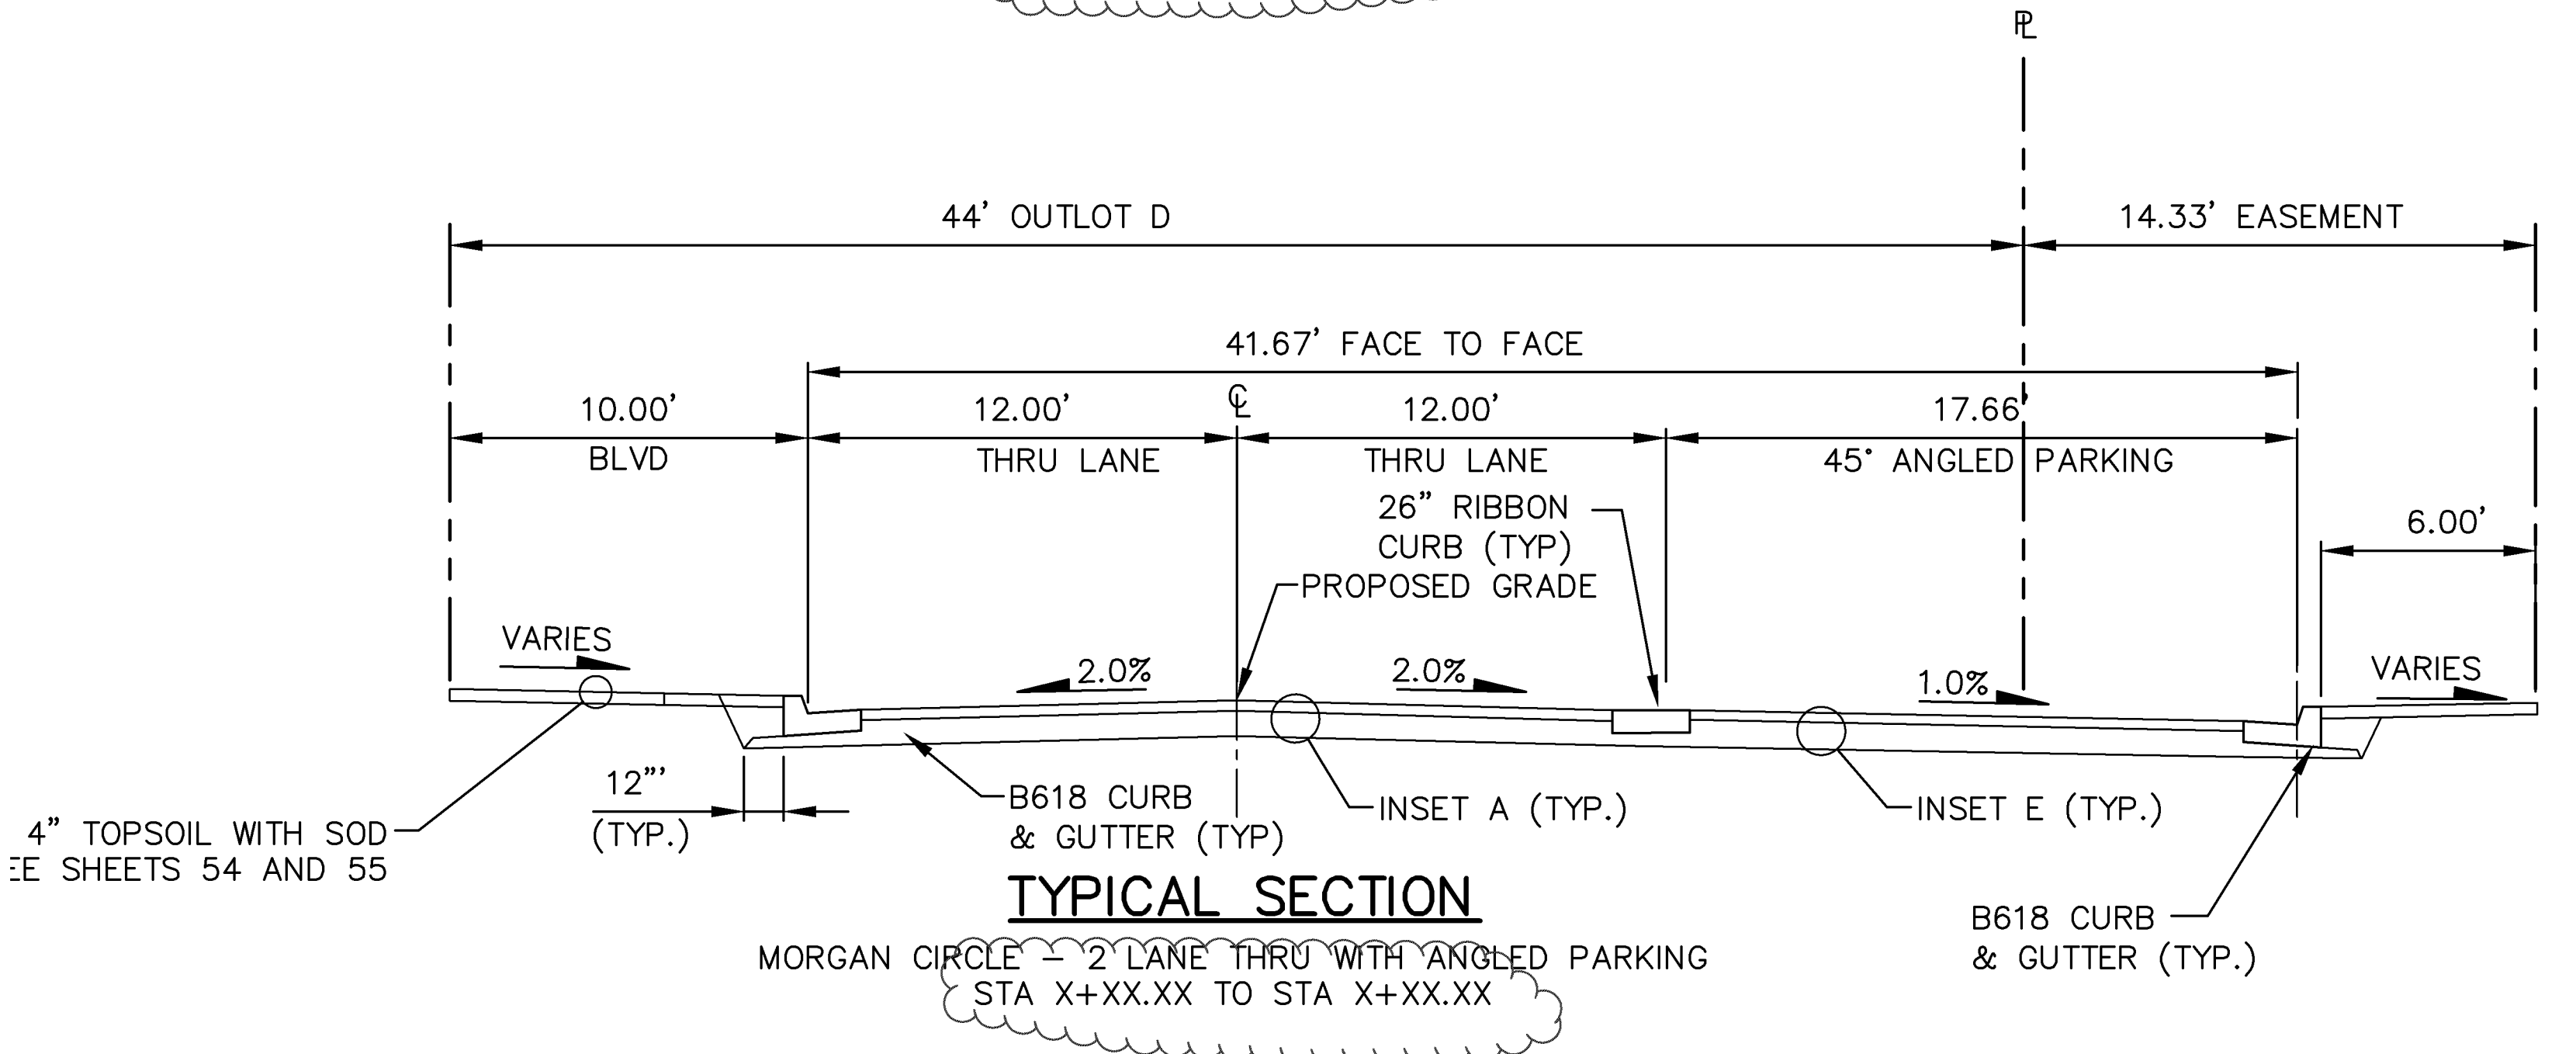 PL
44' OUTLOT D
14.33' EASEMENT
41.67' FACE TO FACE
CL
10.00'
12.00'
12.00'
17.66'
BLVD
THRU LANE
THRU LANE
45° ANGLED PARKING
26" RIBBON
CURB (TYP)
6.00'
PROPOSED GRADE
VARIES
2.0%
2.0%
1.0%
VARIES
12"'
(TYP.)
B618 CURB
& GUTTER (TYP)
INSET A (TYP.)
INSET E (TYP.)
4" TOPSOIL WITH SOD
EE SHEETS 54 AND 55
B618 CURB
& GUTTER (TYP.)
TYPICAL SECTION
MORGAN CIRCLE – 2 LANE THRU WITH ANGLED PARKING
STA X+XX.XX TO STA X+XX.XX